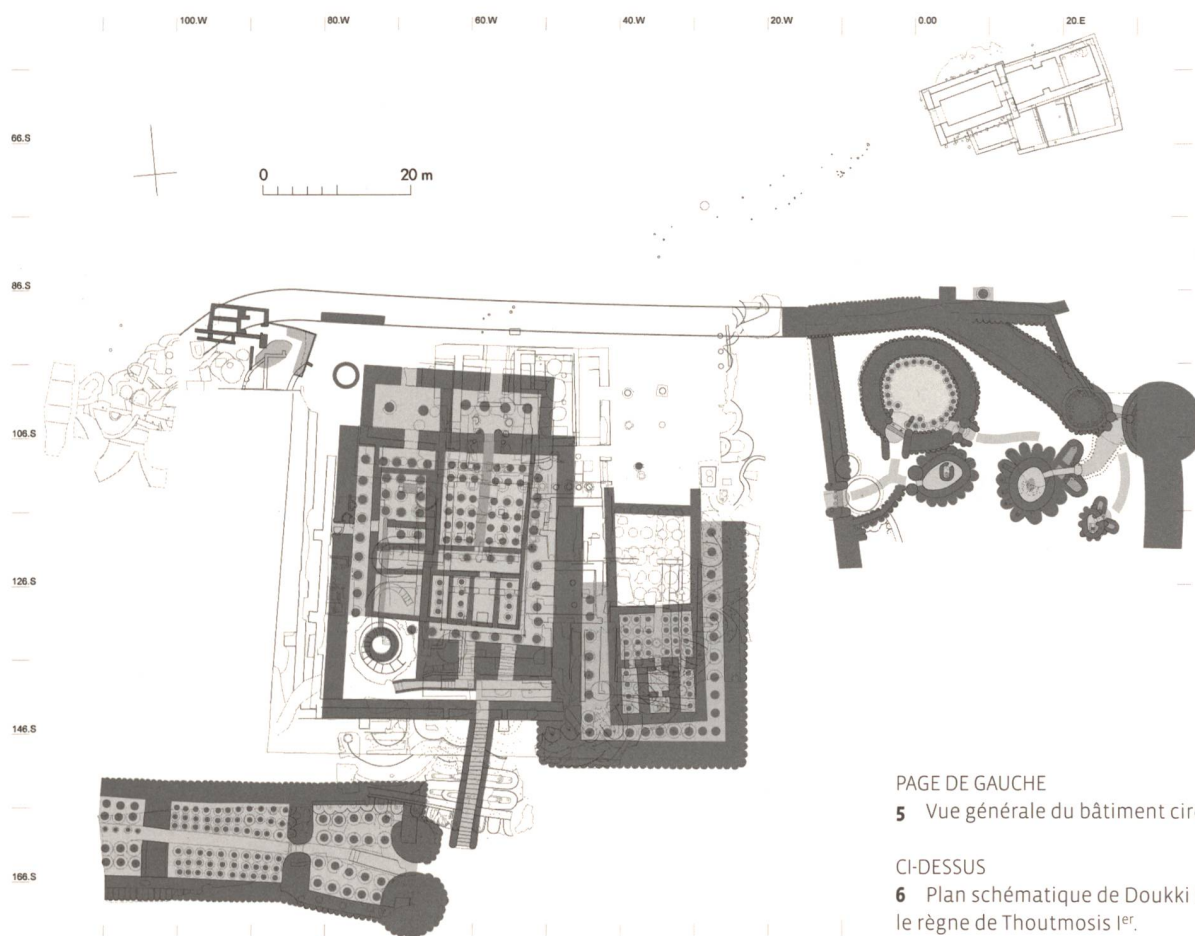 100.W 80.W 60.W 40.W 20.W 0.00 20.E
66.S
0 20 m
86.S
106.S
126.S
146.S
166.S
PAGE DE GAUCHE
5 Vue générale du bâtiment
CI-DESSUS
6 Plan schématique de Doukki
le règne de Thoutmosis Iᵉʳ.